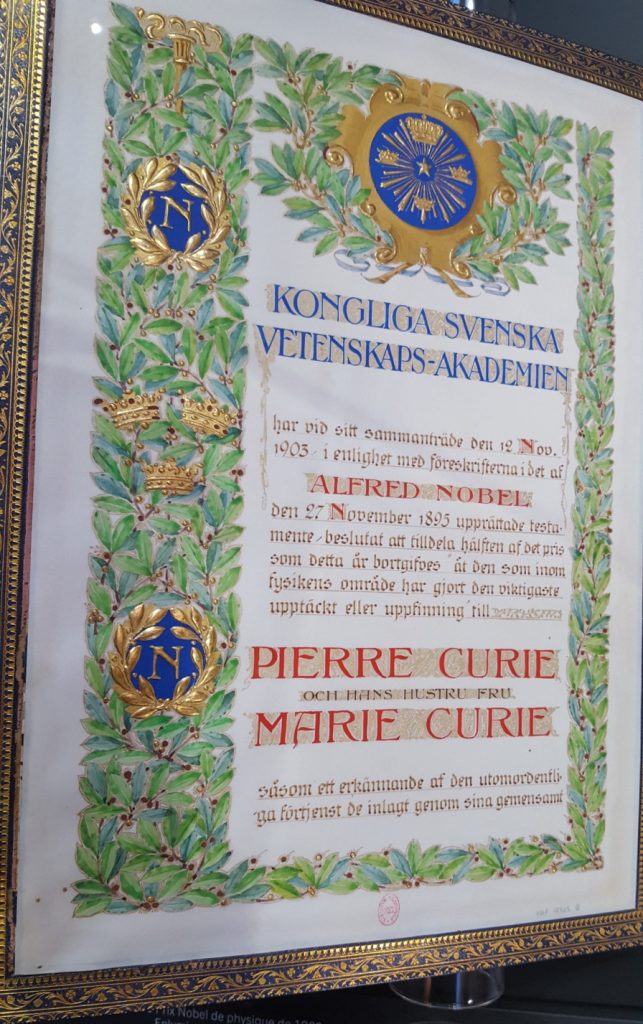 N
KONGLIGA SVENSKA
VETENSKAPS-AKADEMIEN
har vid sitt sammanträde den 12 Nov.
1903 i enlighet med föreskrifterna i det af
ALFRED NOBEL
den 27 November 1895 upprättade testa-
mente beslutat att tilldela hälften af det pris
som detta år bortgifves "åt den som inom
fysikens område har gjort den viktigaste
upptäckt eller uppfinning" till
PIERRE CURIE
OCH HANS HUSTRU FRU
MARIE CURIE
N
såsom ett erkännande af den utomordentli-
ga förtjenst de inlagt genom sina gemensamt
Prix Nobel de physique de